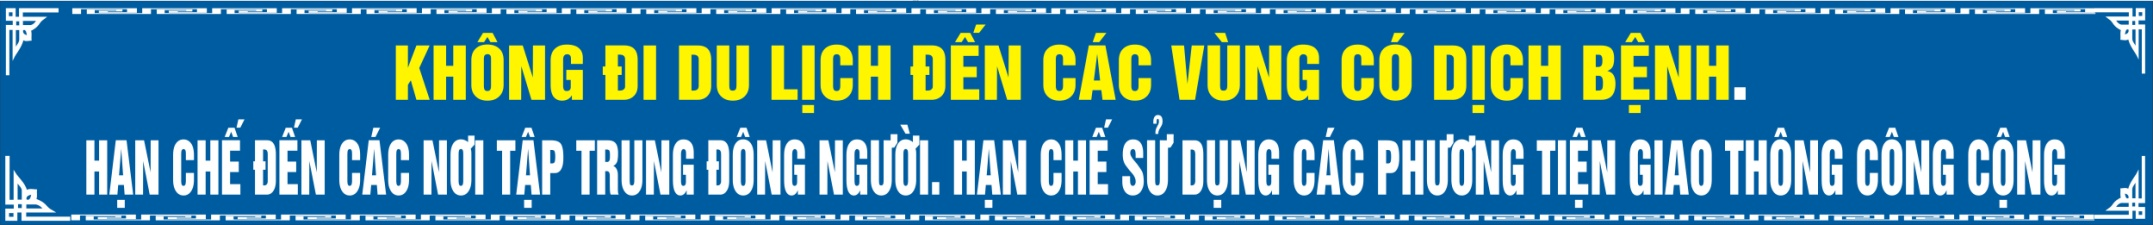 KHÔNG ĐI DU LỊCH ĐẾN CÁC VÙNG CÓ DỊCH BỆNH.
HẠN CHẾ ĐẾN CÁC NƠI TẬP TRUNG ĐÔNG NGƯỜI. HẠN CHẾ SỬ DỤNG CÁC PHƯƠNG TIỆN GIAO THÔNG CÔNG CỘNG